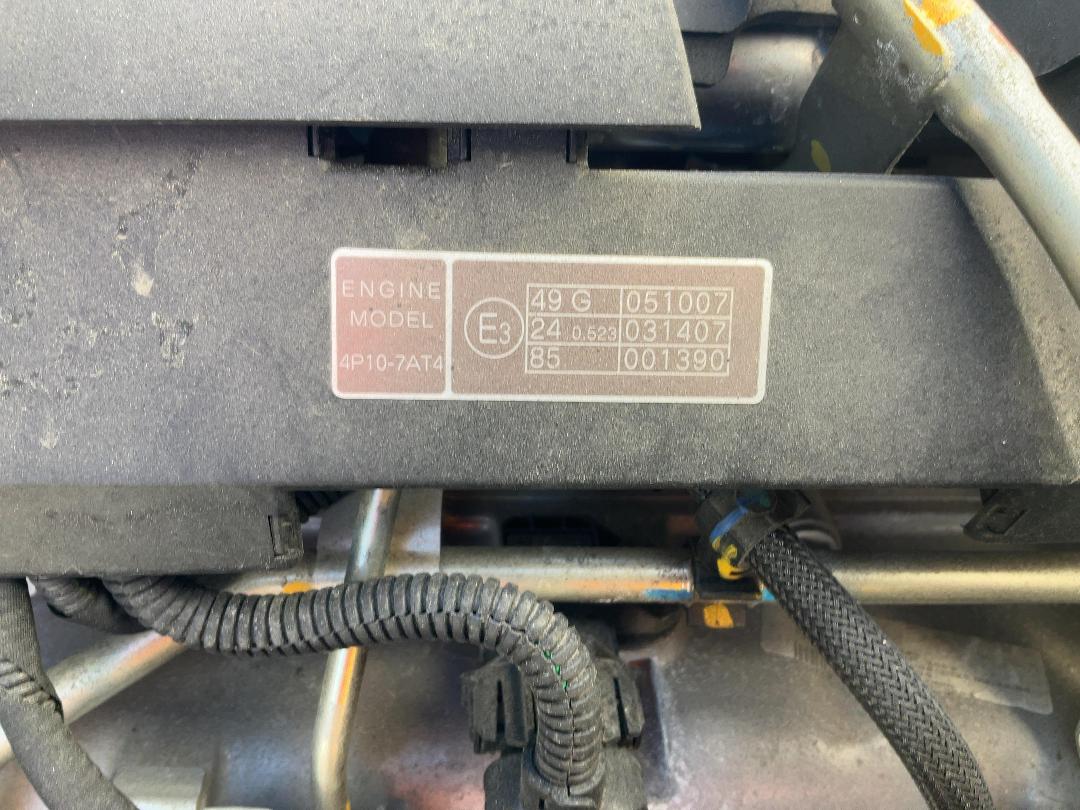 ENGINE
MODEL
4P10-7AT4
E3
49 G 051007
24 0.523 031407
85 001390